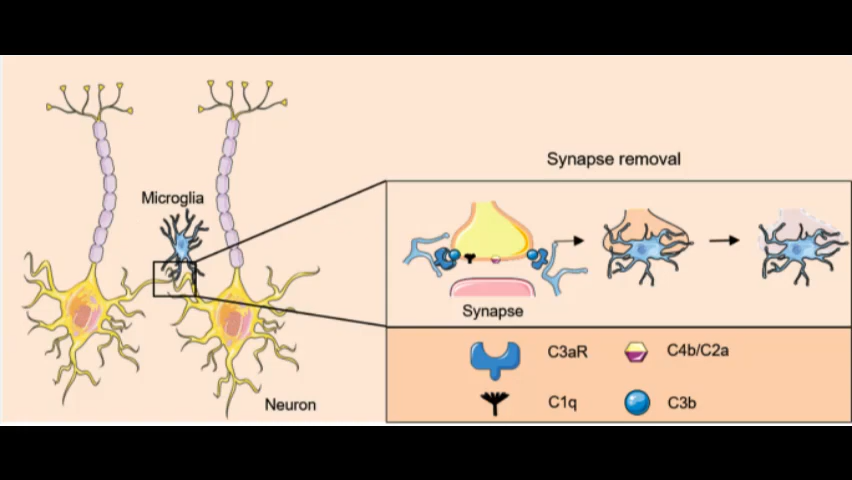 Synapse removal
Microglia
Synapse
Neuron
C3aR
C4b/C2a
C1q
C3b